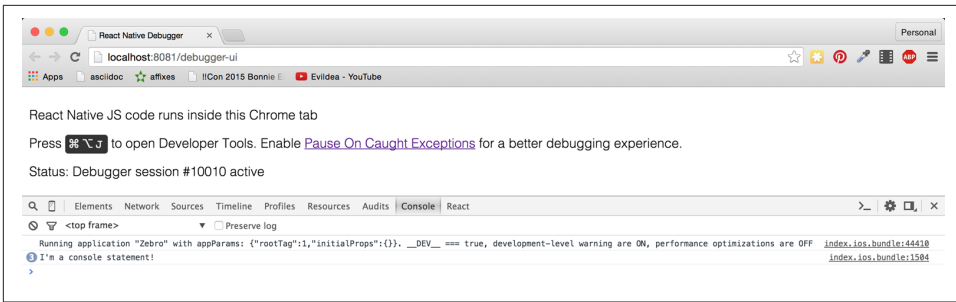 React Native Debugger
Personal
localhost:8081/debugger-ui
ABP
Apps asciidoc affixes !!Con 2015 Bonnie Ei Evildea - YouTube
React Native JS code runs inside this Chrome tab
Press ⌘⌥J to open Developer Tools. Enable Pause On Caught Exceptions for a better debugging experience.
Status: Debugger session #10010 active
Elements Network Sources Timeline Profiles Resources Audits Console React
<top frame> Preserve log
Running application "Zebro" with appParams: {"rootTag":1,"initialProps":{}}. __DEV__ === true, development-level warning are ON, performance optimizations are OFF index.ios.bundle:44410
3 I'm a console statement! index.ios.bundle:1504